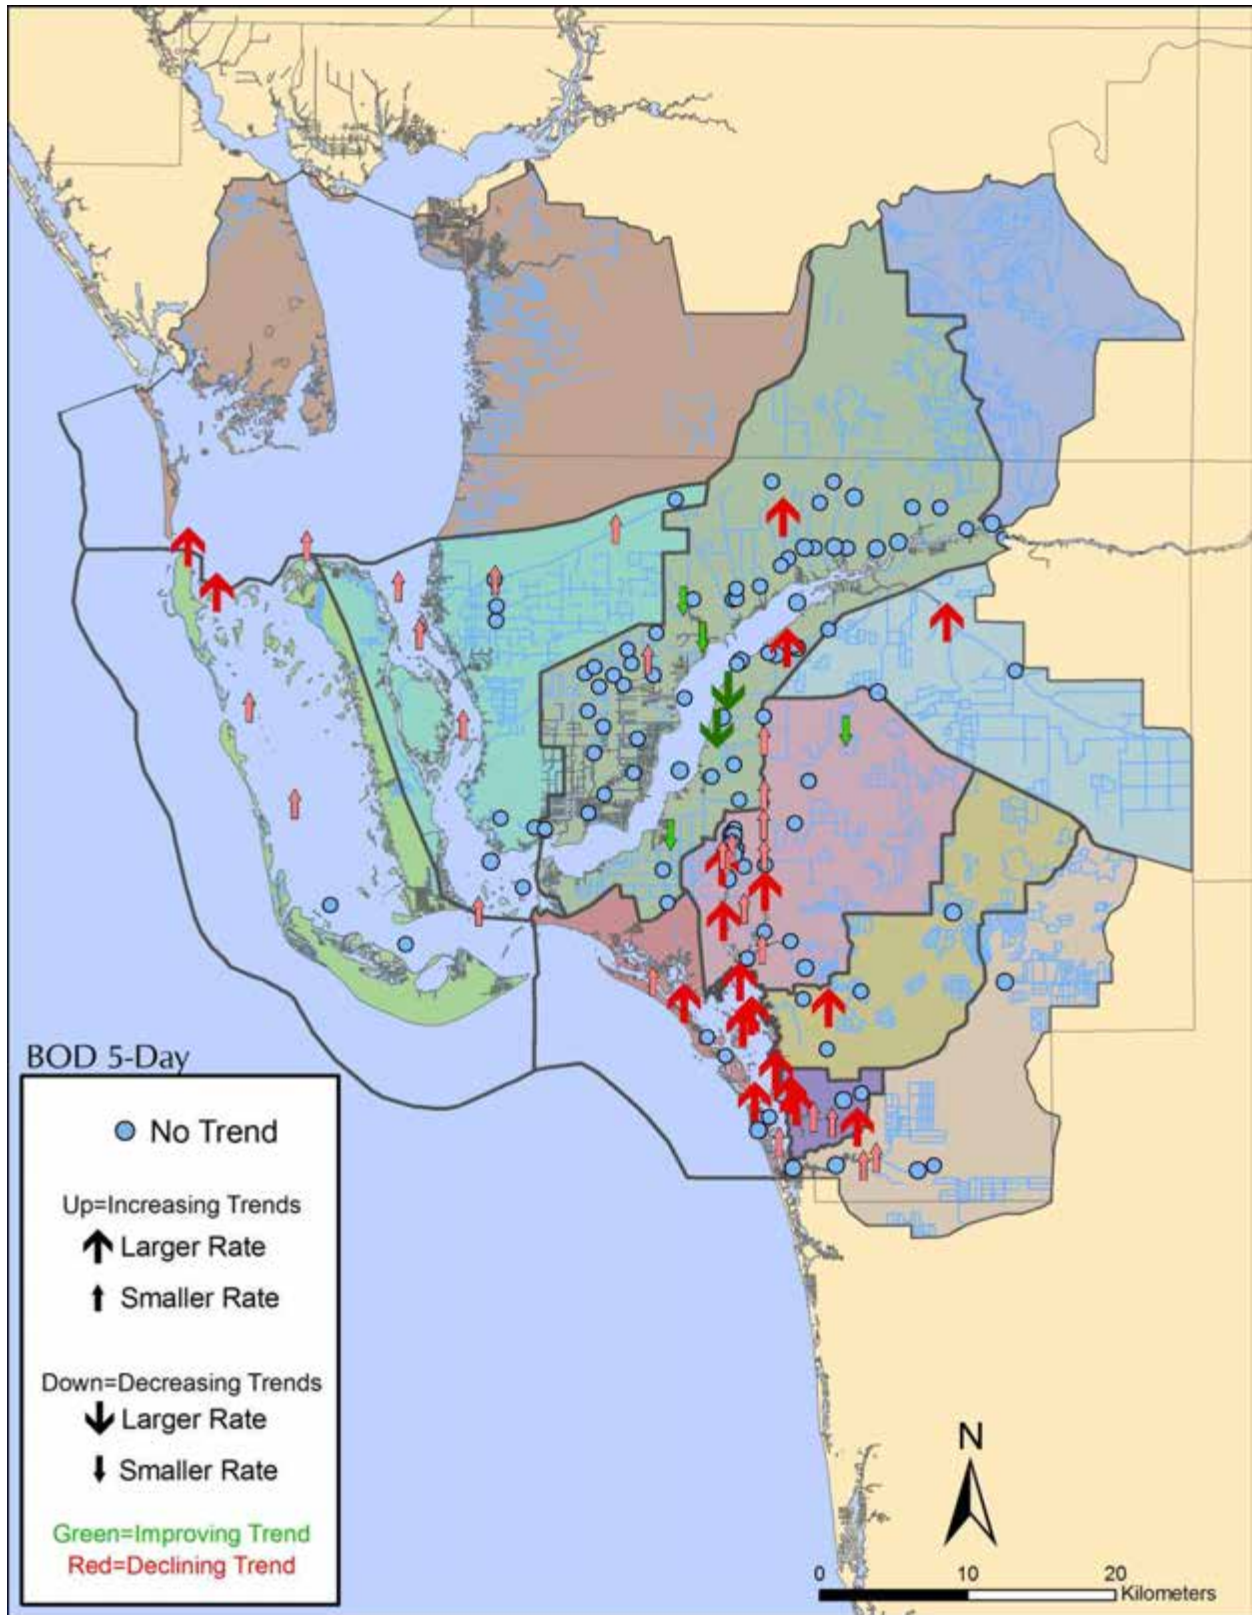 BOD 5-Day
No Trend
Up=Increasing Trends
Larger Rate
Smaller Rate
Down=Decreasing Trends
Larger Rate
Smaller Rate
Green=Improving Trend
Red=Declining Trend
N
0 10 20
Kilometers